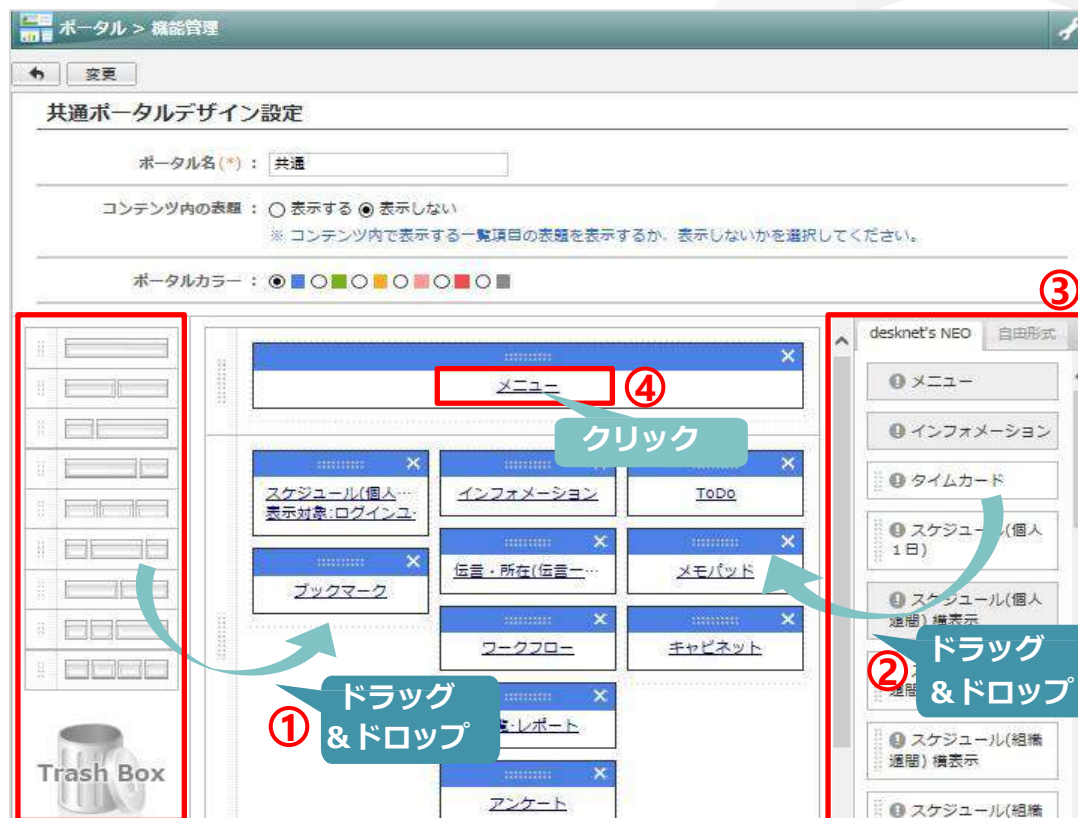 ポータル > 機能管理
変更
共通ポータルデザイン設定
ポータル名(*) : 共通
コンテンツ内の表題 : 表示する 表示しない
※ コンテンツ内で表示する一覧項目の表題を表示するか、表示しないかを選択してください。
ポータルカラー :
③
desknet's NEO 自由形式
メニュー
④
クリック
スケジュール(個人…
表示対象:ログインユ
インフォメーション
ToDo
ブックマーク
伝言・所在(伝言一…
メモパッド
ワークフロー
キャビネット
・レポート
アンケート
①
ドラッグ
&ドロップ
Trash Box
メニュー
インフォメーション
タイムカード
スケジュール(個人
1日)
スケジュール(個人
週間) 横表示
②
ドラッグ
&ドロップ
スケジュール(組織
週間) 横表示
スケジュール(組織